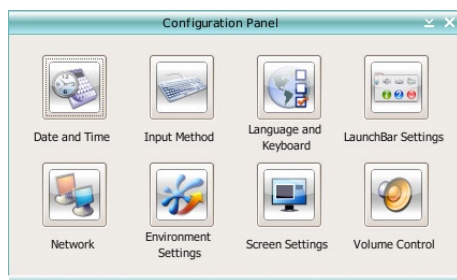 Configuration Panel
Date and Time
Input Method
Language and
Keyboard
LaunchBar Settings
Network
Environment
Settings
Screen Settings
Volume Control